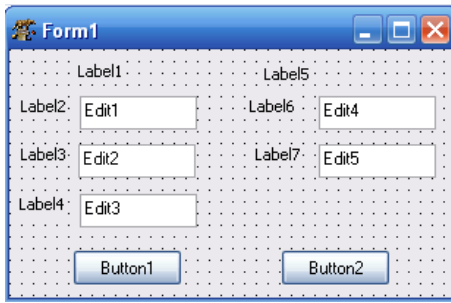 Form1
Label1 Label5
Label2 Edit1 Label6 Edit4
Label3 Edit2 Label7 Edit5
Label4 Edit3
Button1 Button2